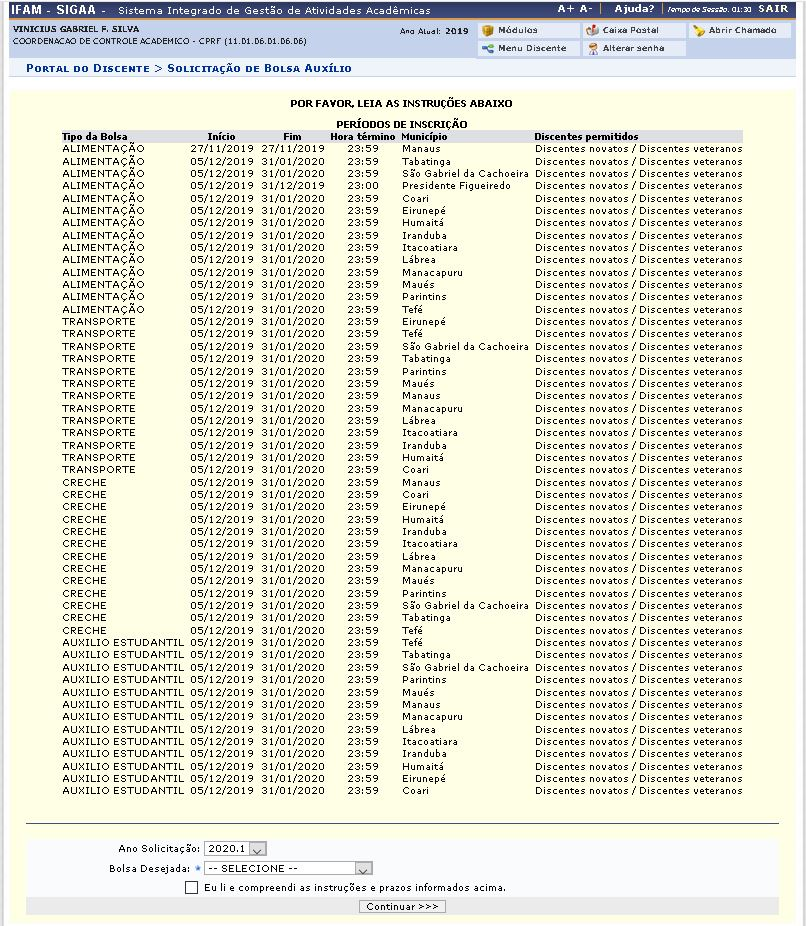 IFAM - SIGAA - Sistema Integrado de Gestão de Atividades Acadêmicas A+ A- | Ajuda? | Tempo de Sessão: 01:30 SAIR
VINICIUS GABRIEL F. SILVA Ano Atual: 2019 Módulos Caixa Postal Abrir Chamado
COORDENACAO DE CONTROLE ACADEMICO - CPRF (11.01.06.01.06.06) Menu Discente Alterar senha
PORTAL DO DISCENTE > SOLICITAÇÃO DE BOLSA AUXÍLIO
POR FAVOR, LEIA AS INSTRUÇÕES ABAIXO
PERÍODOS DE INSCRIÇÃO
Tipo da Bolsa Início Fim Hora término Município Discentes permitidos
ALIMENTAÇÃO 27/11/2019 27/11/2019 23:59 Manaus Discentes novatos / Discentes veteranos
ALIMENTAÇÃO 05/12/2019 31/01/2020 23:59 Tabatinga Discentes novatos / Discentes veteranos
ALIMENTAÇÃO 05/12/2019 31/01/2020 23:59 São Gabriel da Cachoeira Discentes novatos / Discentes veteranos
ALIMENTAÇÃO 05/12/2019 31/12/2019 23:00 Presidente Figueiredo Discentes novatos / Discentes veteranos
ALIMENTAÇÃO 05/12/2019 31/01/2020 23:59 Coari Discentes novatos / Discentes veteranos
ALIMENTAÇÃO 05/12/2019 31/01/2020 23:59 Eirunepé Discentes novatos / Discentes veteranos
ALIMENTAÇÃO 05/12/2019 31/01/2020 23:59 Humaitá Discentes novatos / Discentes veteranos
ALIMENTAÇÃO 05/12/2019 31/01/2020 23:59 Iranduba Discentes novatos / Discentes veteranos
ALIMENTAÇÃO 05/12/2019 31/01/2020 23:59 Itacoatiara Discentes novatos / Discentes veteranos
ALIMENTAÇÃO 05/12/2019 31/01/2020 23:59 Lábrea Discentes novatos / Discentes veteranos
ALIMENTAÇÃO 05/12/2019 31/01/2020 23:59 Manacapuru Discentes novatos / Discentes veteranos
ALIMENTAÇÃO 05/12/2019 31/01/2020 23:59 Maués Discentes novatos / Discentes veteranos
ALIMENTAÇÃO 05/12/2019 31/01/2020 23:59 Parintins Discentes novatos / Discentes veteranos
ALIMENTAÇÃO 05/12/2019 31/01/2020 23:59 Tefé Discentes novatos / Discentes veteranos
TRANSPORTE 05/12/2019 31/01/2020 23:59 Eirunepé Discentes novatos / Discentes veteranos
TRANSPORTE 05/12/2019 31/01/2020 23:59 Tefé Discentes novatos / Discentes veteranos
TRANSPORTE 05/12/2019 31/01/2020 23:59 São Gabriel da Cachoeira Discentes novatos / Discentes veteranos
TRANSPORTE 05/12/2019 31/01/2020 23:59 Tabatinga Discentes novatos / Discentes veteranos
TRANSPORTE 05/12/2019 31/01/2020 23:59 Parintins Discentes novatos / Discentes veteranos
TRANSPORTE 05/12/2019 31/01/2020 23:59 Maués Discentes novatos / Discentes veteranos
TRANSPORTE 05/12/2019 31/01/2020 23:59 Manaus Discentes novatos / Discentes veteranos
TRANSPORTE 05/12/2019 31/01/2020 23:59 Manacapuru Discentes novatos / Discentes veteranos
TRANSPORTE 05/12/2019 31/01/2020 23:59 Lábrea Discentes novatos / Discentes veteranos
TRANSPORTE 05/12/2019 31/01/2020 23:59 Itacoatiara Discentes novatos / Discentes veteranos
TRANSPORTE 05/12/2019 31/01/2020 23:59 Iranduba Discentes novatos / Discentes veteranos
TRANSPORTE 05/12/2019 31/01/2020 23:59 Humaitá Discentes novatos / Discentes veteranos
TRANSPORTE 05/12/2019 31/01/2020 23:59 Coari Discentes novatos / Discentes veteranos
CRECHE 05/12/2019 31/01/2020 23:59 Manaus Discentes novatos / Discentes veteranos
CRECHE 05/12/2019 31/01/2020 23:59 Coari Discentes novatos / Discentes veteranos
CRECHE 05/12/2019 31/01/2020 23:59 Eirunepé Discentes novatos / Discentes veteranos
CRECHE 05/12/2019 31/01/2020 23:59 Humaitá Discentes novatos / Discentes veteranos
CRECHE 05/12/2019 31/01/2020 23:59 Iranduba Discentes novatos / Discentes veteranos
CRECHE 05/12/2019 31/01/2020 23:59 Itacoatiara Discentes novatos / Discentes veteranos
CRECHE 05/12/2019 31/01/2020 23:59 Lábrea Discentes novatos / Discentes veteranos
CRECHE 05/12/2019 31/01/2020 23:59 Manacapuru Discentes novatos / Discentes veteranos
CRECHE 05/12/2019 31/01/2020 23:59 Maués Discentes novatos / Discentes veteranos
CRECHE 05/12/2019 31/01/2020 23:59 Parintins Discentes novatos / Discentes veteranos
CRECHE 05/12/2019 31/01/2020 23:59 São Gabriel da Cachoeira Discentes novatos / Discentes veteranos
CRECHE 05/12/2019 31/01/2020 23:59 Tabatinga Discentes novatos / Discentes veteranos
CRECHE 05/12/2019 31/01/2020 23:59 Tefé Discentes novatos / Discentes veteranos
AUXILIO ESTUDANTIL 05/12/2019 31/01/2020 23:59 Tefé Discentes novatos / Discentes veteranos
AUXILIO ESTUDANTIL 05/12/2019 31/01/2020 23:59 Tabatinga Discentes novatos / Discentes veteranos
AUXILIO ESTUDANTIL 05/12/2019 31/01/2020 23:59 São Gabriel da Cachoeira Discentes novatos / Discentes veteranos
AUXILIO ESTUDANTIL 05/12/2019 31/01/2020 23:59 Parintins Discentes novatos / Discentes veteranos
AUXILIO ESTUDANTIL 05/12/2019 31/01/2020 23:59 Maués Discentes novatos / Discentes veteranos
AUXILIO ESTUDANTIL 05/12/2019 31/01/2020 23:59 Manaus Discentes novatos / Discentes veteranos
AUXILIO ESTUDANTIL 05/12/2019 31/01/2020 23:59 Manacapuru Discentes novatos / Discentes veteranos
AUXILIO ESTUDANTIL 05/12/2019 31/01/2020 23:59 Lábrea Discentes novatos / Discentes veteranos
AUXILIO ESTUDANTIL 05/12/2019 31/01/2020 23:59 Itacoatiara Discentes novatos / Discentes veteranos
AUXILIO ESTUDANTIL 05/12/2019 31/01/2020 23:59 Iranduba Discentes novatos / Discentes veteranos
AUXILIO ESTUDANTIL 05/12/2019 31/01/2020 23:59 Humaitá Discentes novatos / Discentes veteranos
AUXILIO ESTUDANTIL 05/12/2019 31/01/2020 23:59 Eirunepé Discentes novatos / Discentes veteranos
AUXILIO ESTUDANTIL 05/12/2019 31/01/2020 23:59 Coari Discentes novatos / Discentes veteranos
Ano Solicitação: 2020.1
Bolsa Desejada: * -- SELECIONE --
Eu li e compreendi as instruções e prazos informados acima.
Continuar >>>